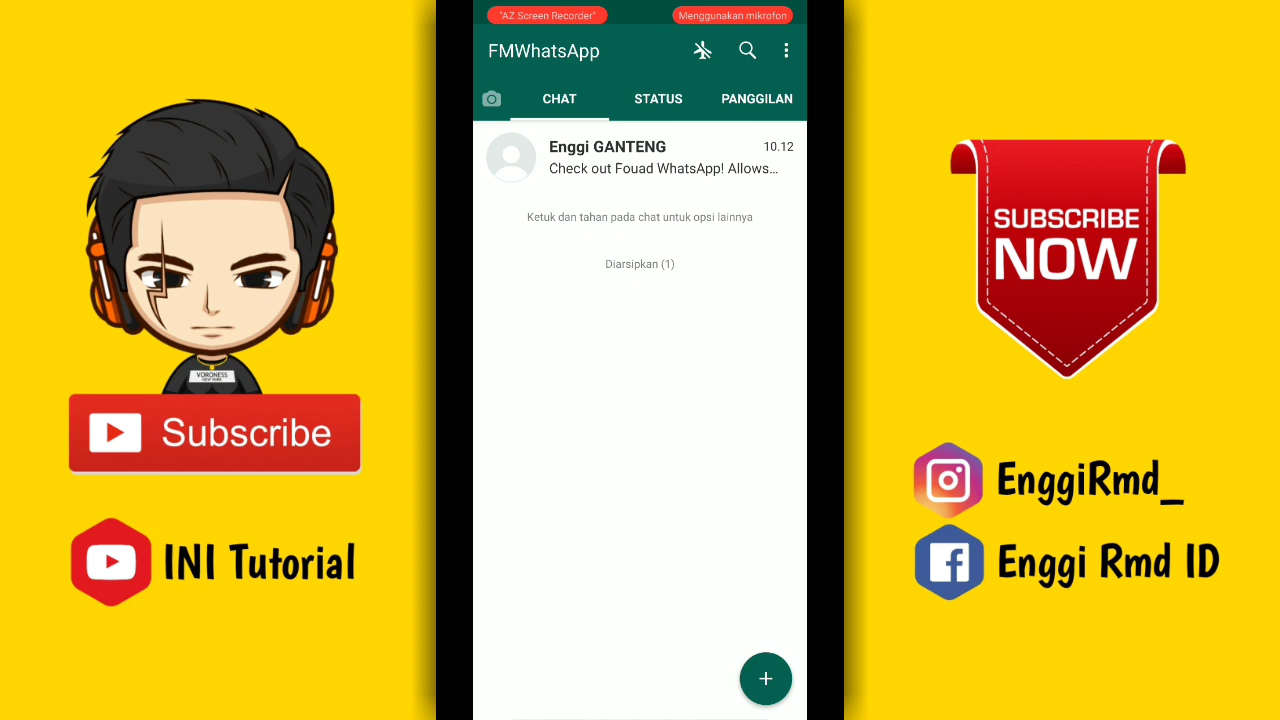 "AZ Screen Recorder"
Menggunakan mikrofon
FMWhatsApp
CHAT
STATUS
PANGGILAN
Enggi GANTENG
10.12
Check out Fouad WhatsApp! Allows...
Ketuk dan tahan pada chat untuk opsi lainnya
Diarsipkan (1)
VORONESS
NEW YORK
Subscribe
INI Tutorial
SUBSCRIBE
NOW
EnggiRmd_
Enggi Rmd ID